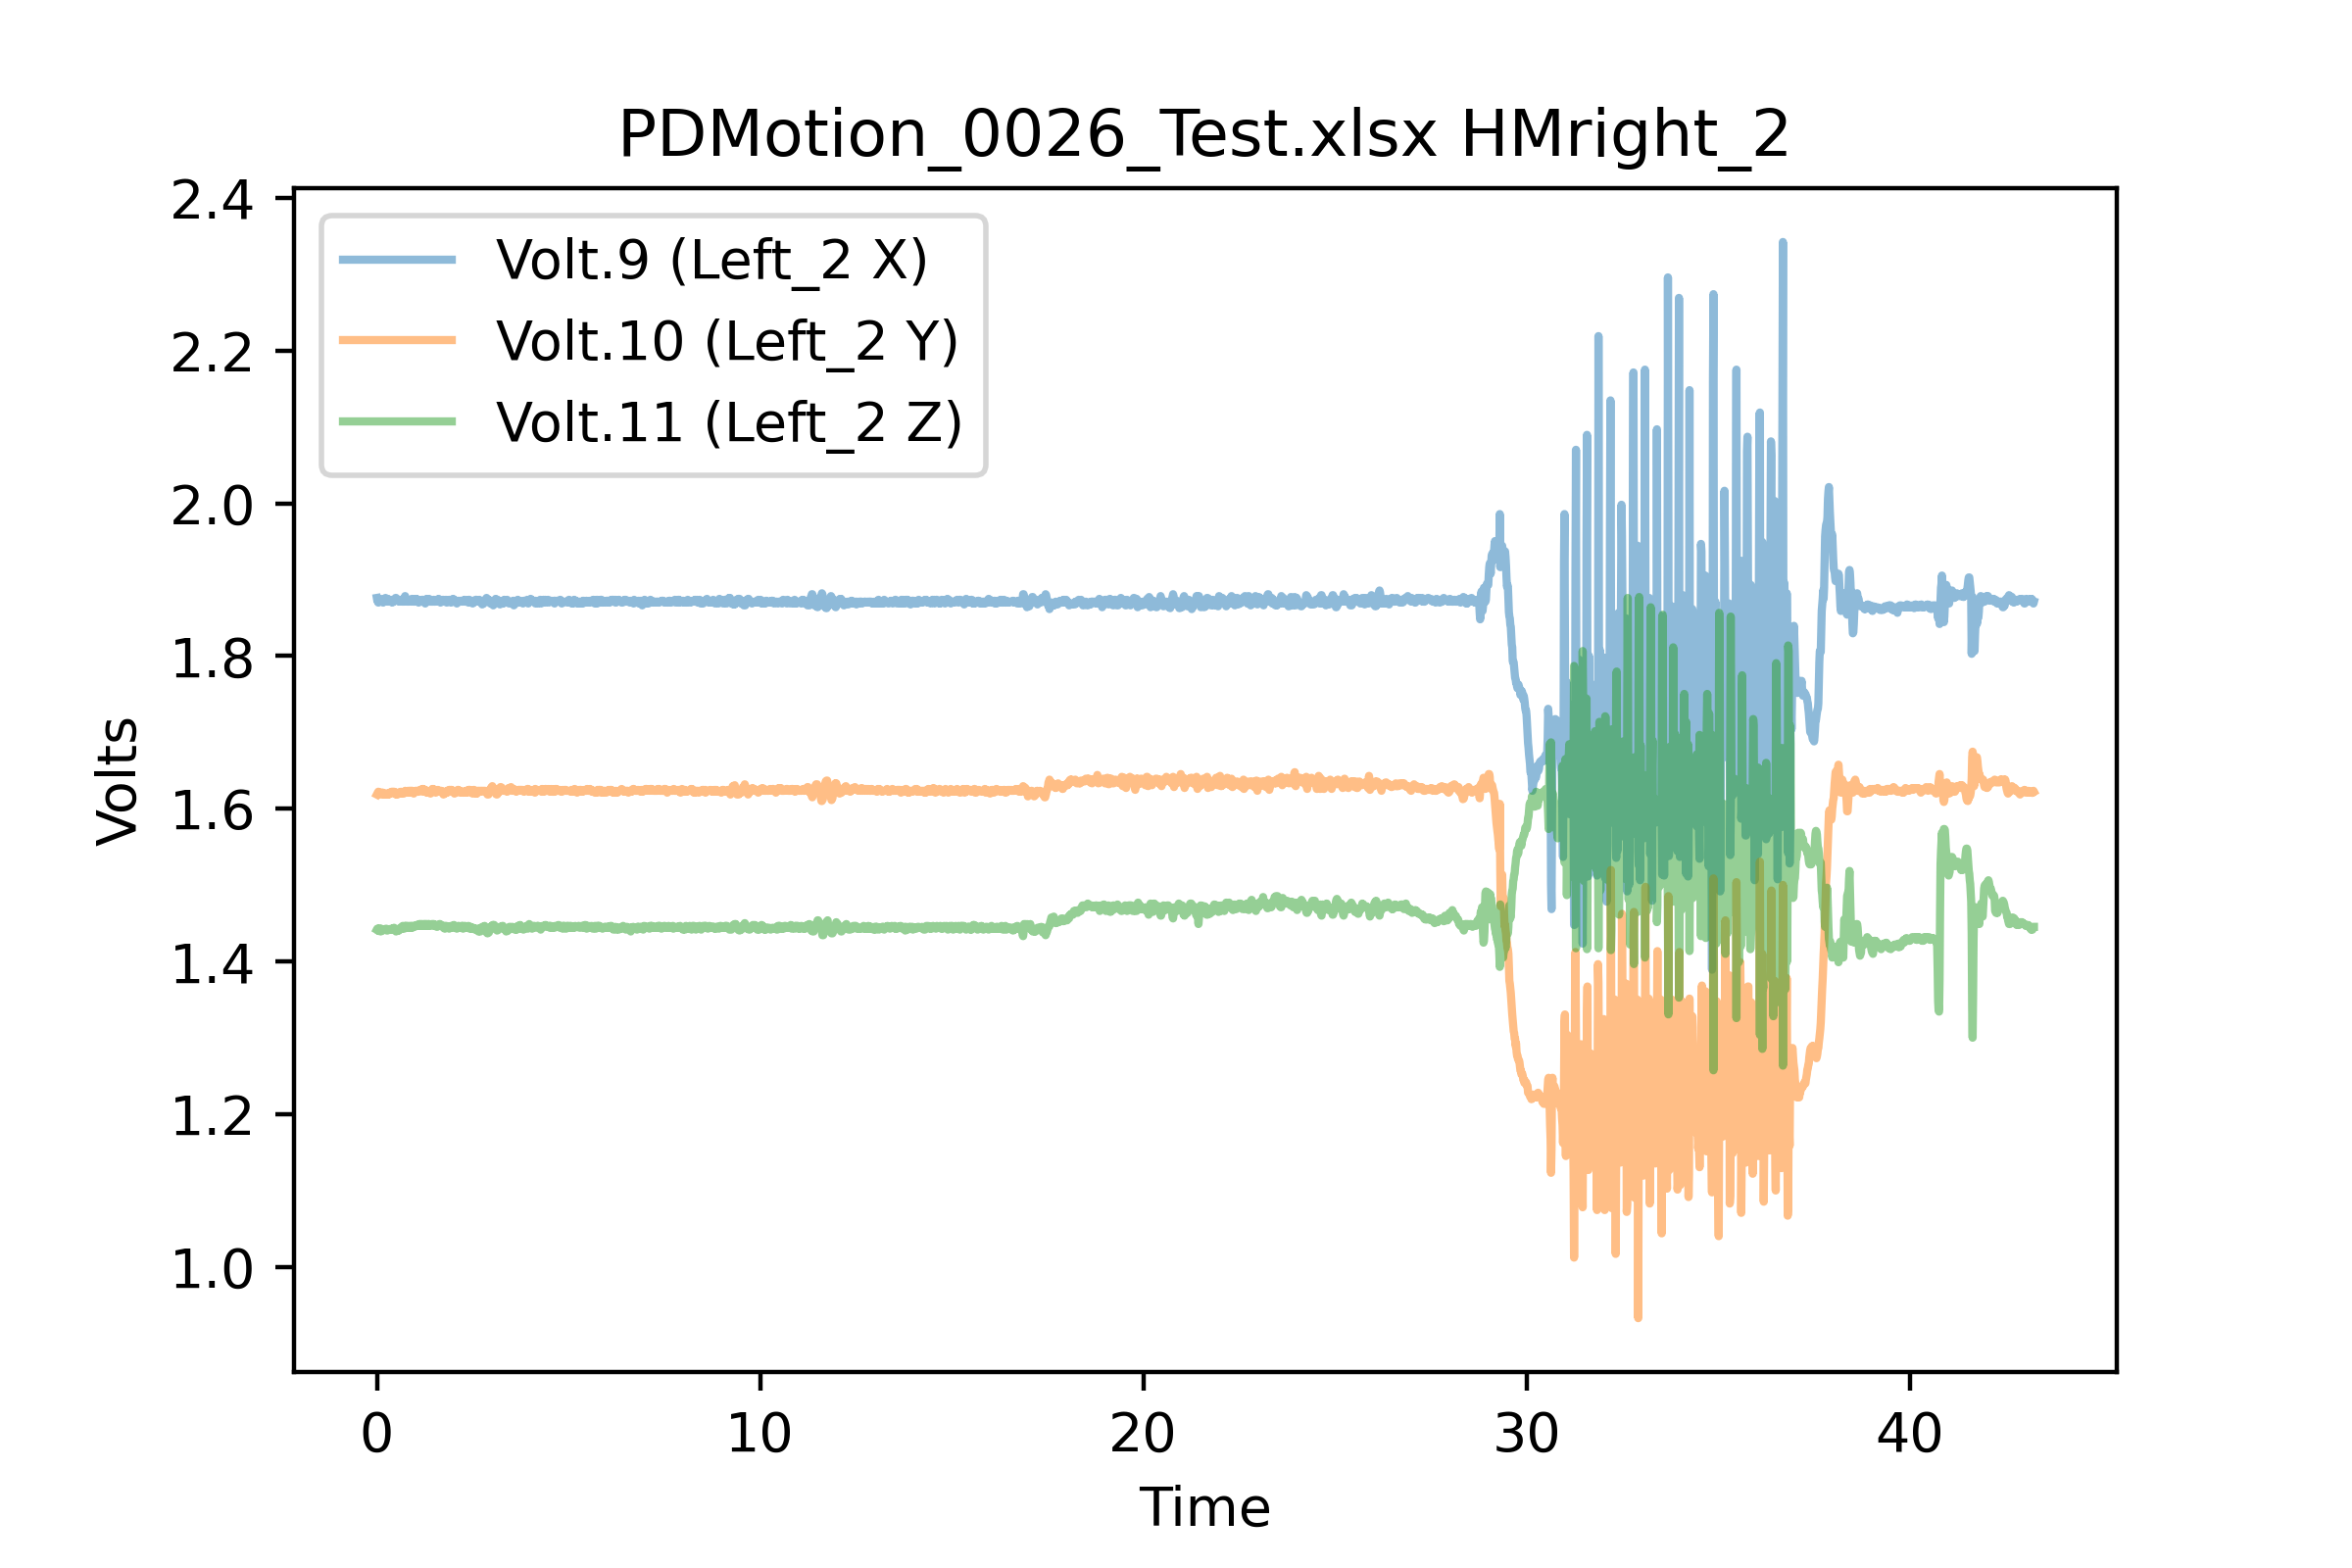 PDMotion_0026_Test.xlsx HMright_2
2.4
2.2
2.0
1.8
1.6
1.4
1.2
1.0
Volts
Volt.9 (Left_2 X)
Volt.10 (Left_2 Y)
Volt.11 (Left_2 Z)
0 10 20 30 40
Time